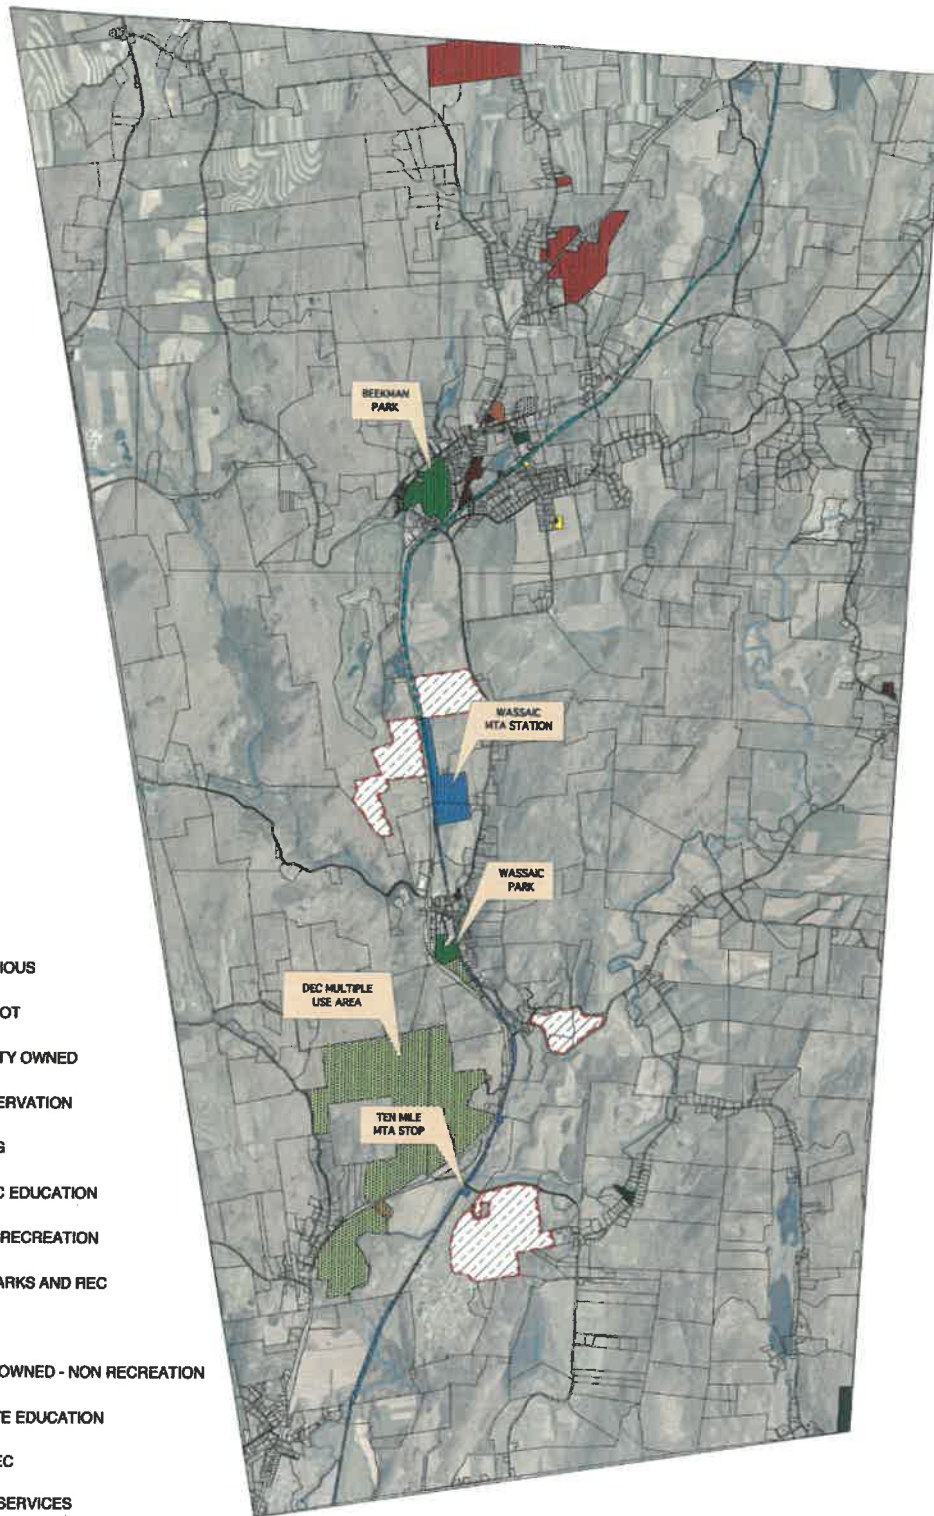 BEEKMAN
PARK
WASSAIC
MTA STATION
WASSAIC
PARK
DEC MULTIPLE
USE AREA
TEN MILE
MTA STOP
IOUS
OT
TY OWNED
ERVATION
G
C EDUCATION
RECREATION
ARKS AND REC
OWNED - NON RECREATION
TE EDUCATION
EC
SERVICES